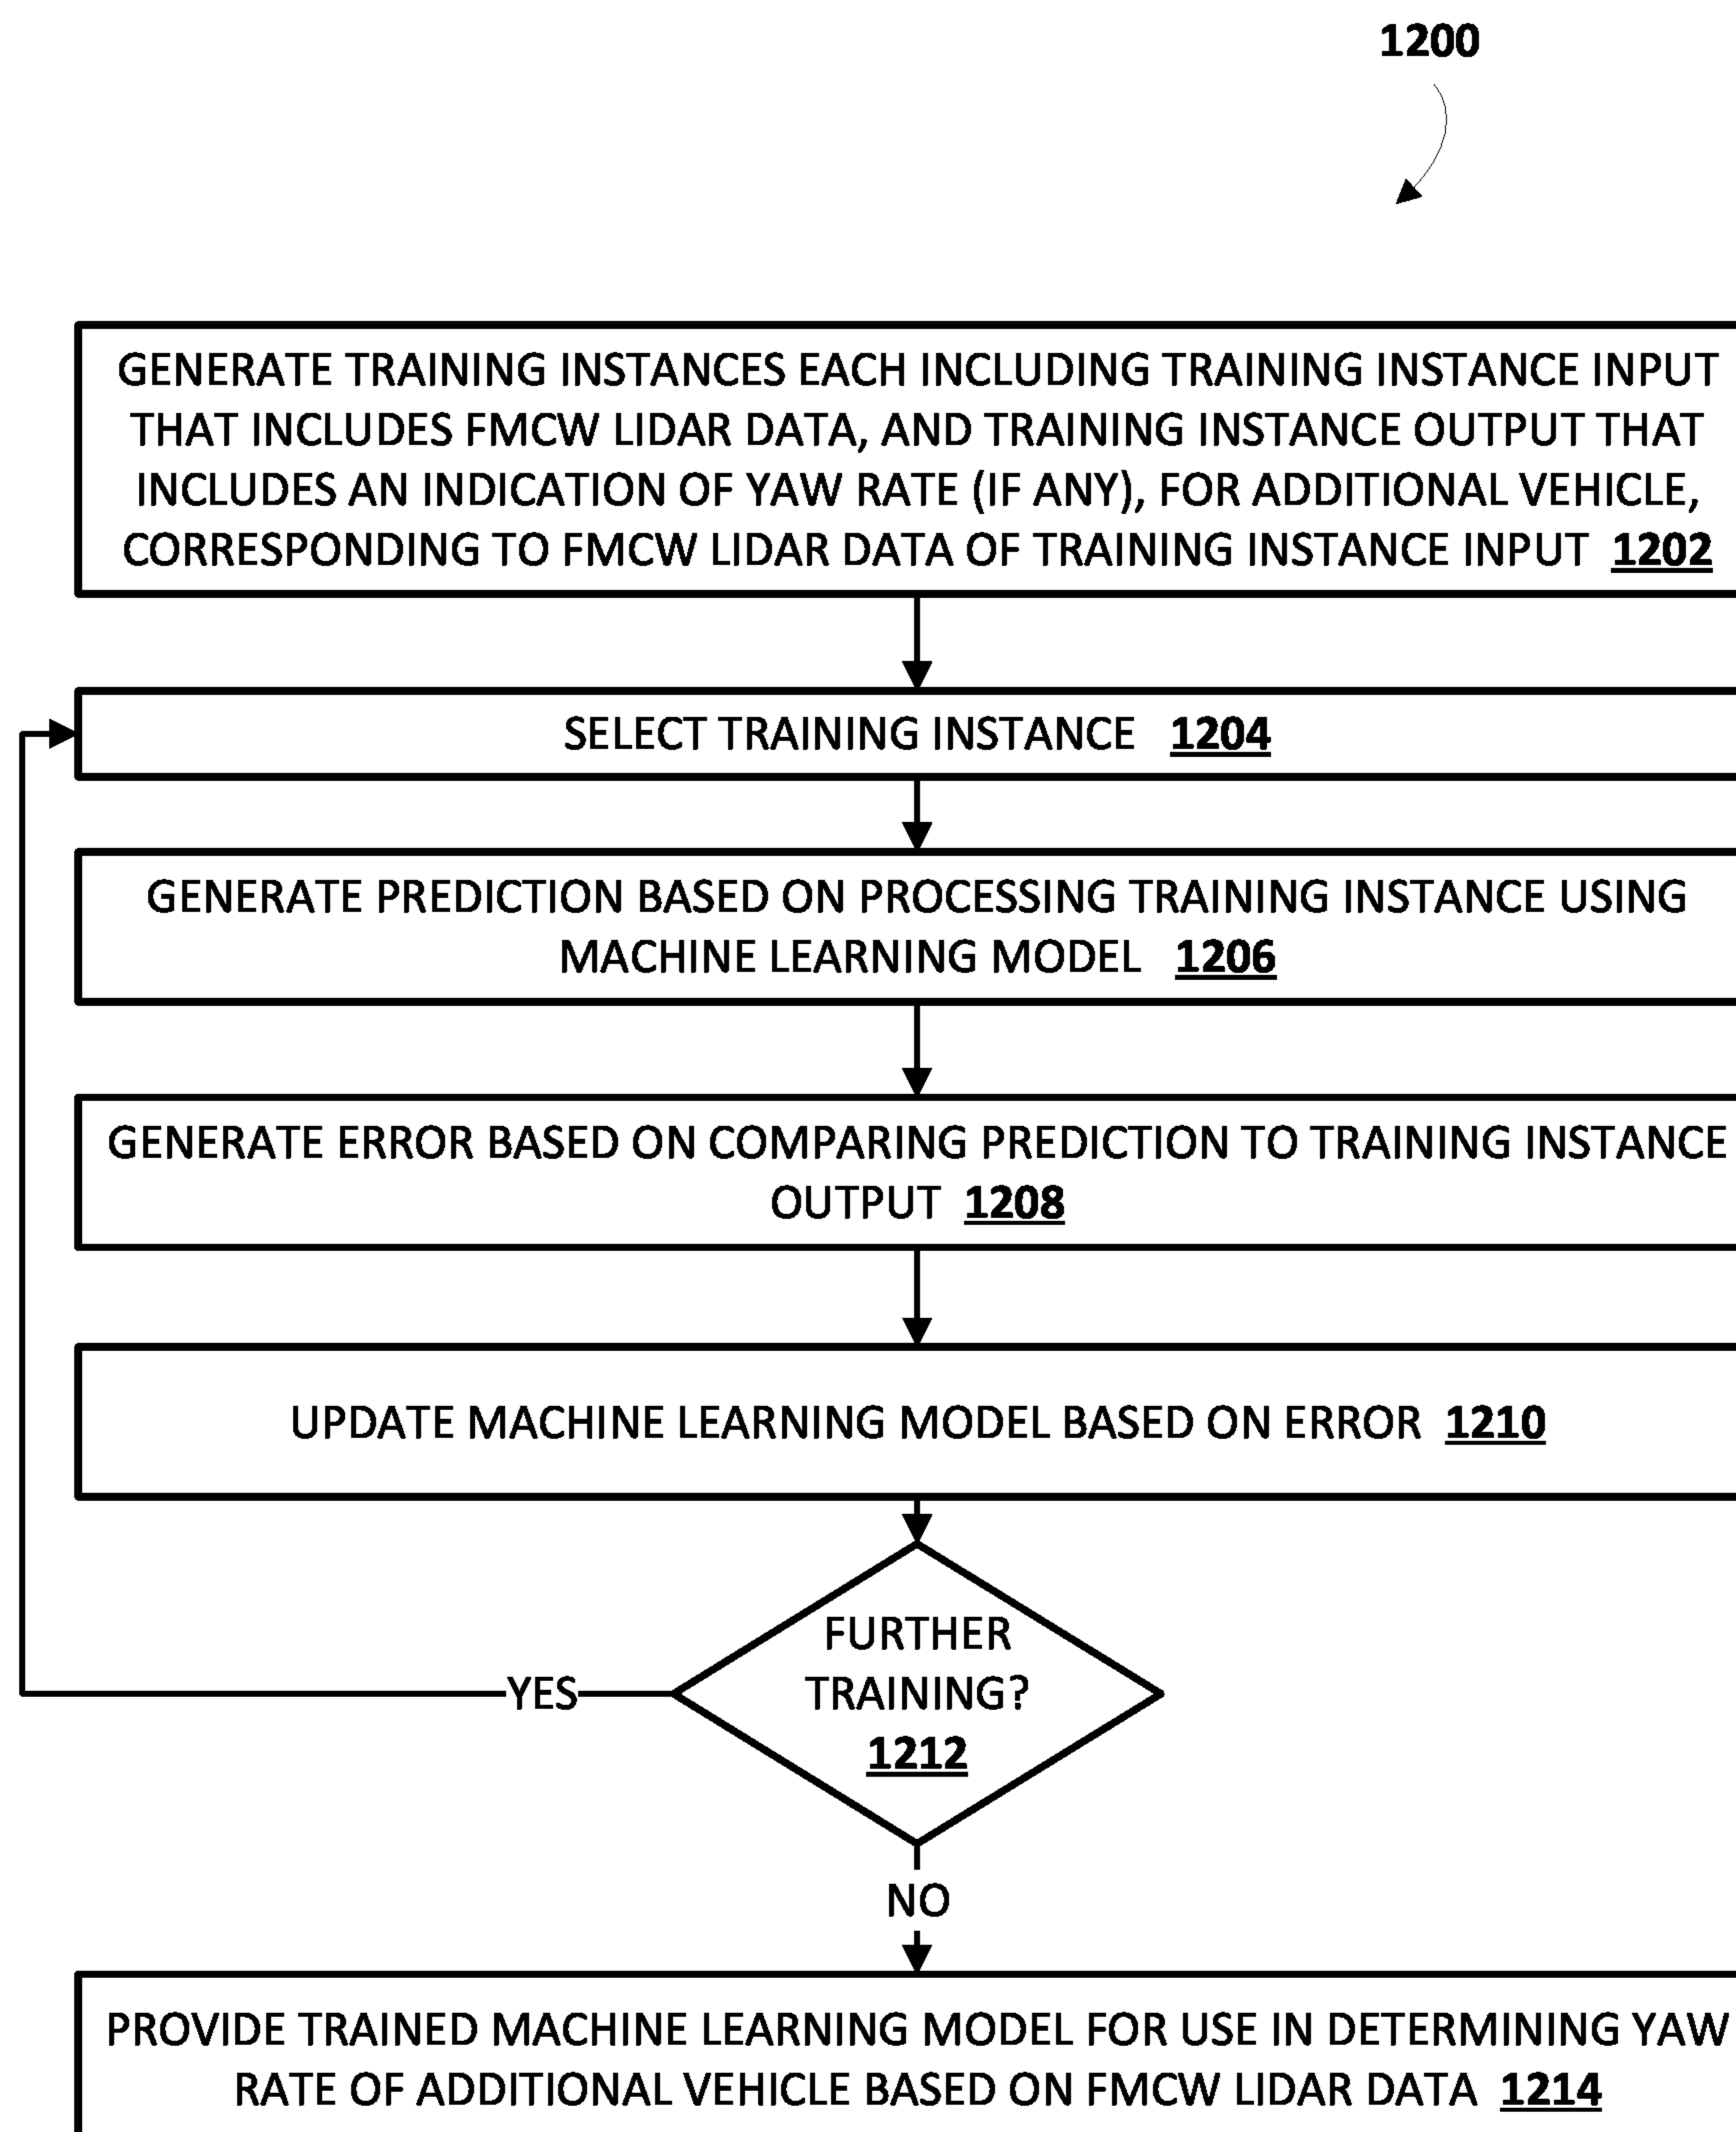 1200
GENERATE TRAINING INSTANCES EACH INCLUDING TRAINING INSTANCE INPUT
THAT INCLUDES FMCW LIDAR DATA, AND TRAINING INSTANCE OUTPUT THAT
INCLUDES AN INDICATION OF YAW RATE (IF ANY), FOR ADDITIONAL VEHICLE,
CORRESPONDING TO FMCW LIDAR DATA OF TRAINING INSTANCE INPUT 1202
SELECT TRAINING INSTANCE 1204
GENERATE PREDICTION BASED ON PROCESSING TRAINING INSTANCE USING
MACHINE LEARNING MODEL 1206
GENERATE ERROR BASED ON COMPARING PREDICTION TO TRAINING INSTANCE
OUTPUT 1208
UPDATE MACHINE LEARNING MODEL BASED ON ERROR 1210
FURTHER
TRAINING?
1212
YES
NO
PROVIDE TRAINED MACHINE LEARNING MODEL FOR USE IN DETERMINING YAW
RATE OF ADDITIONAL VEHICLE BASED ON FMCW LIDAR DATA 1214